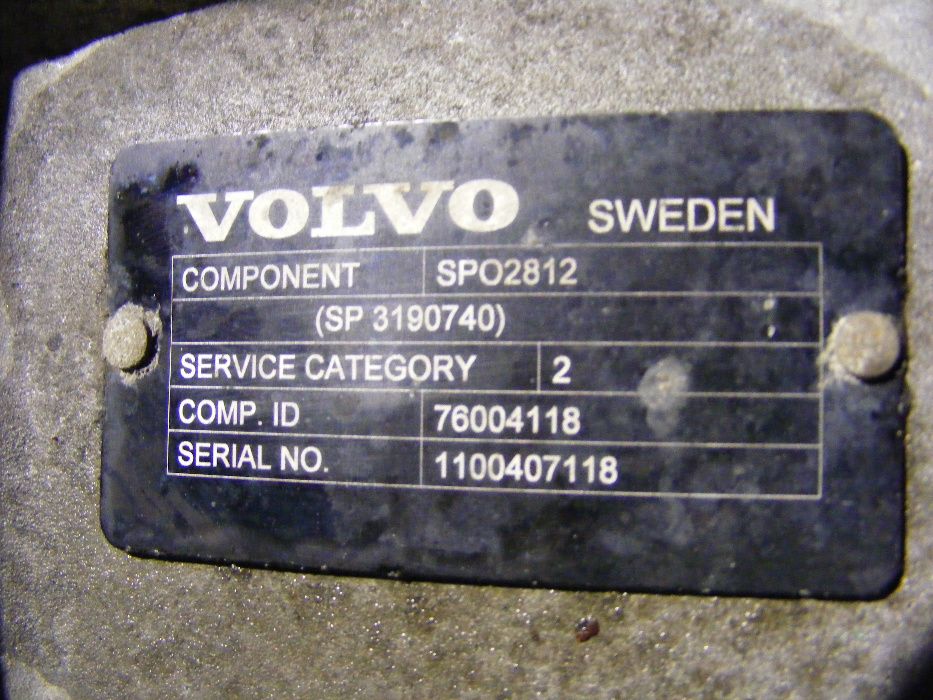 VOLVO SWEDEN
COMPONENT SPO2812
(SP 3190740)
SERVICE CATEGORY 2
COMP. ID 76004118
SERIAL NO. 1100407118